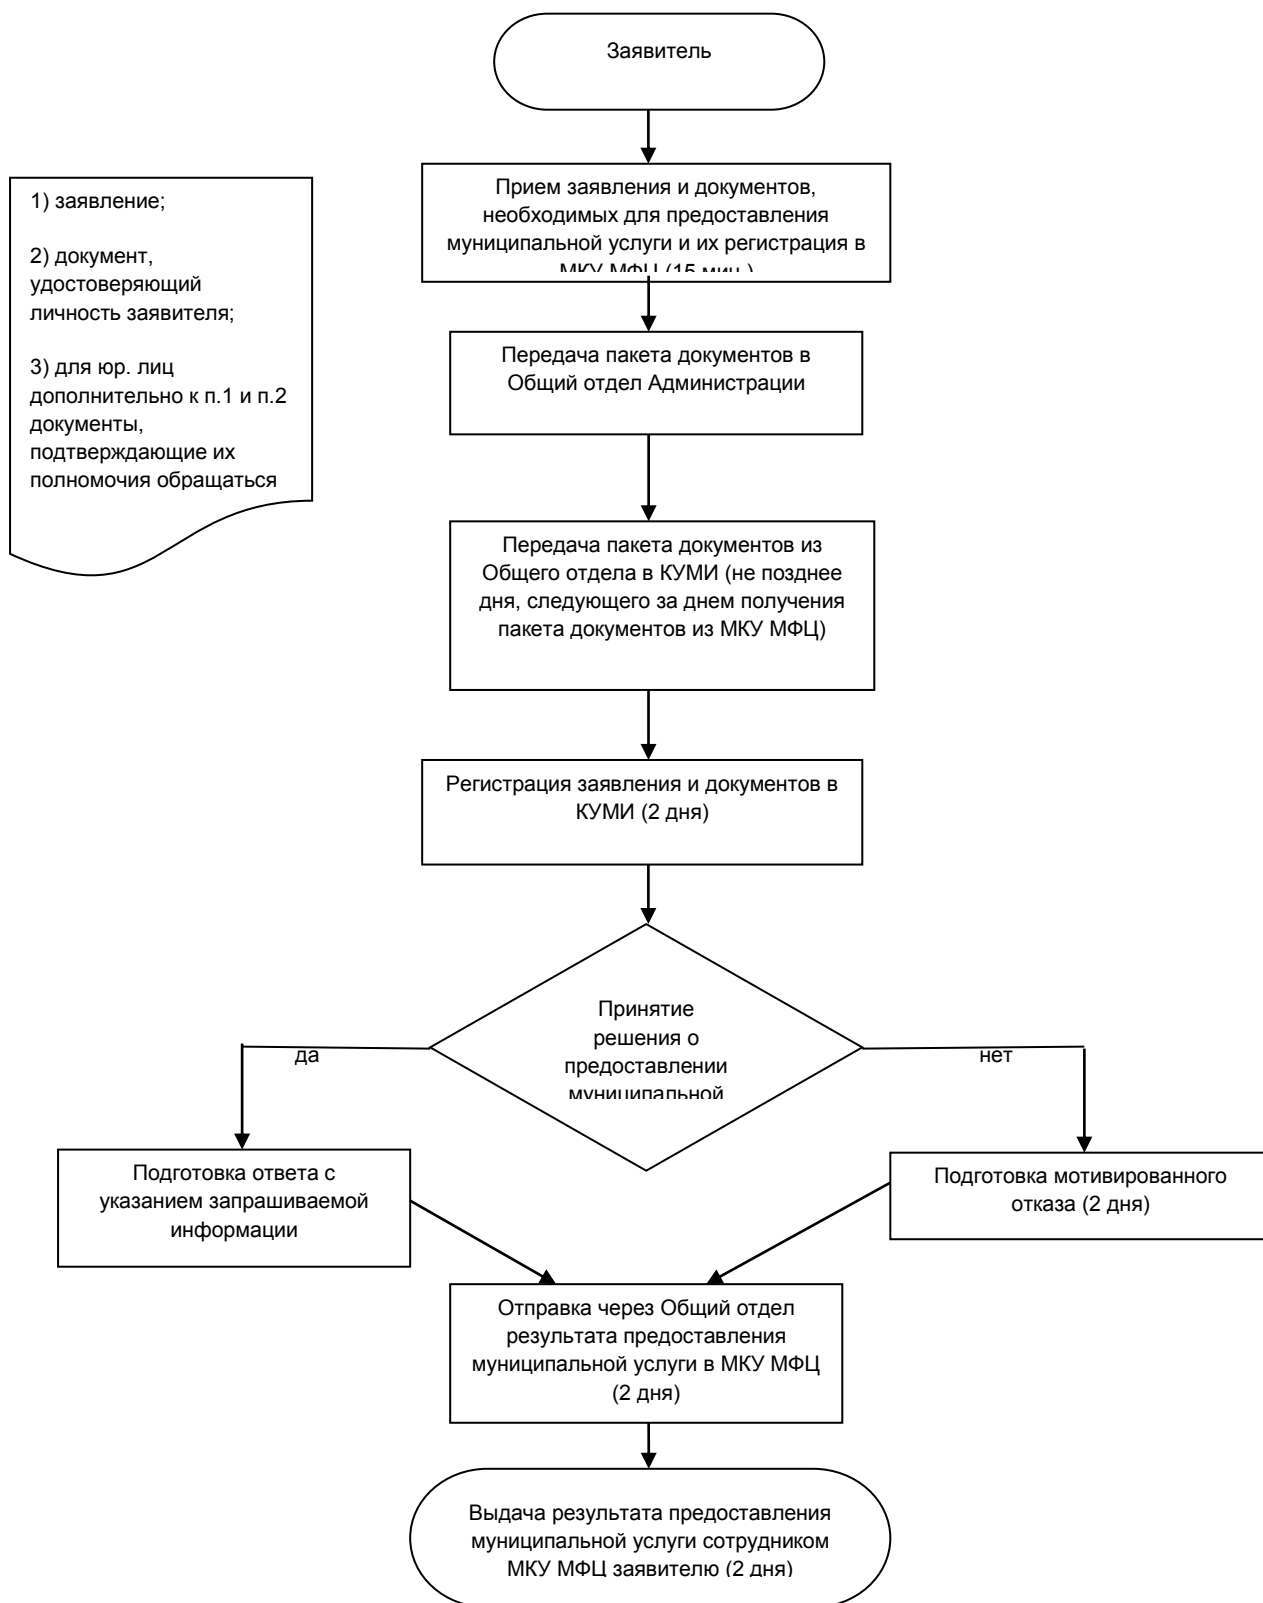 Заявитель
Прием заявления и документов,
необходимых для предоставления
муниципальной услуги и их регистрация в
МКУ МФЦ (15 мин.)
1) заявление;
2) документ,
удостоверяющий
личность заявителя;
3) для юр. лиц
дополнительно к п.1 и п.2
документы,
подтверждающие их
полномочия обращаться
Передача пакета документов в
Общий отдел Администрации
Передача пакета документов из
Общего отдела в КУМИ (не позднее
дня, следующего за днем получения
пакета документов из МКУ МФЦ)
Регистрация заявления и документов в
КУМИ (2 дня)
Принятие
решения о
предоставлении
муниципальной
да
нет
Подготовка ответа с
указанием запрашиваемой
информации
Подготовка мотивированного
отказа (2 дня)
Отправка через Общий отдел
результата предоставления
муниципальной услуги в МКУ МФЦ
(2 дня)
Выдача результата предоставления
муниципальной услуги сотрудником
МКУ МФЦ заявителю (2 дня)